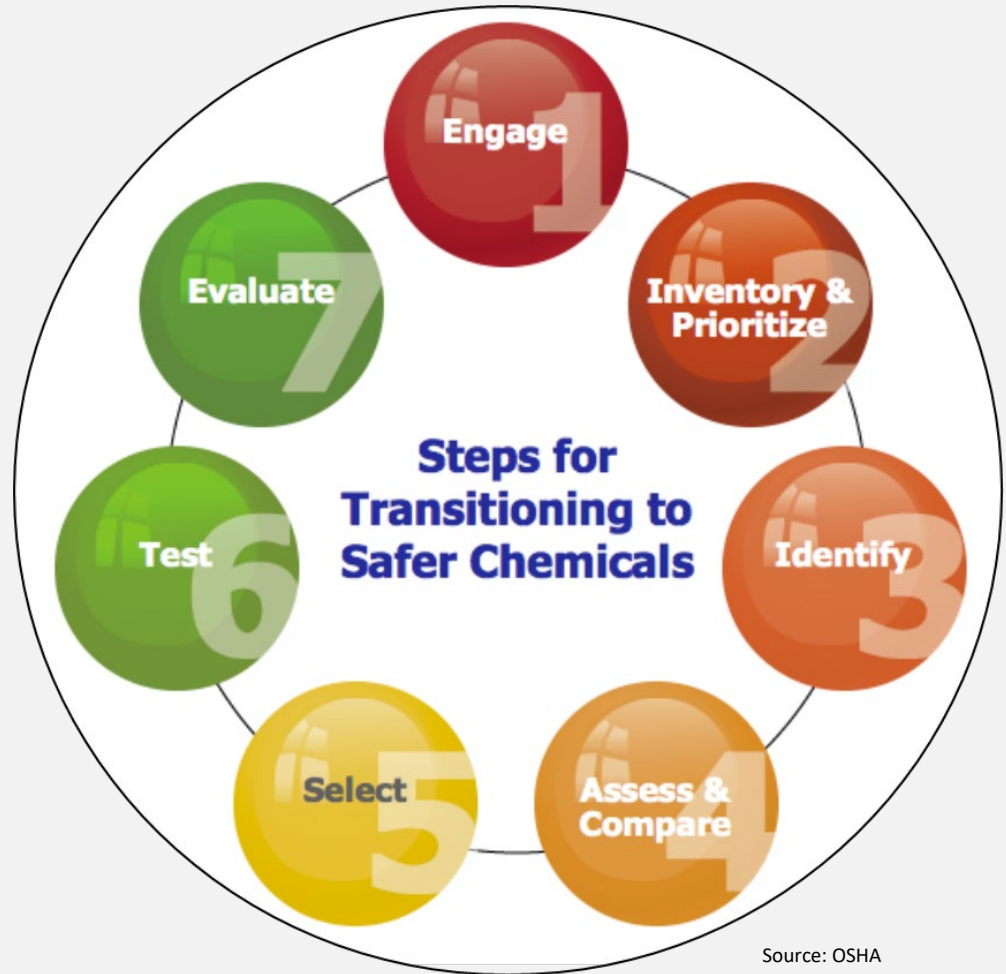 Engage
1
Inventory &
Prioritize
2
Identify
3
Assess &
Compare
4
Select
5
Test
6
Evaluate
7
Steps for
Transitioning to
Safer Chemicals
Source: OSHA